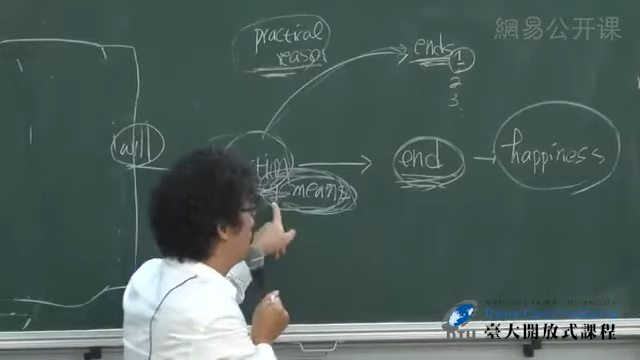 practical
reason
ends
1
2
3.
will
end
happiness
means
網易公开课
臺大開放式課程